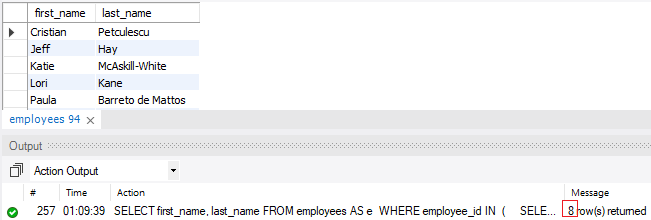 first_name last_name
Cristian Petculescu
Jeff Hay
Katie McAskill-White
Lori Kane
Paula Barreto de Mattos
employees 94
Output
Action Output
# Time Action Message
257 01:09:39 SELECT first_name, last_name FROM employees AS e WHERE employee_id IN ( SELE... 8 row(s) returned